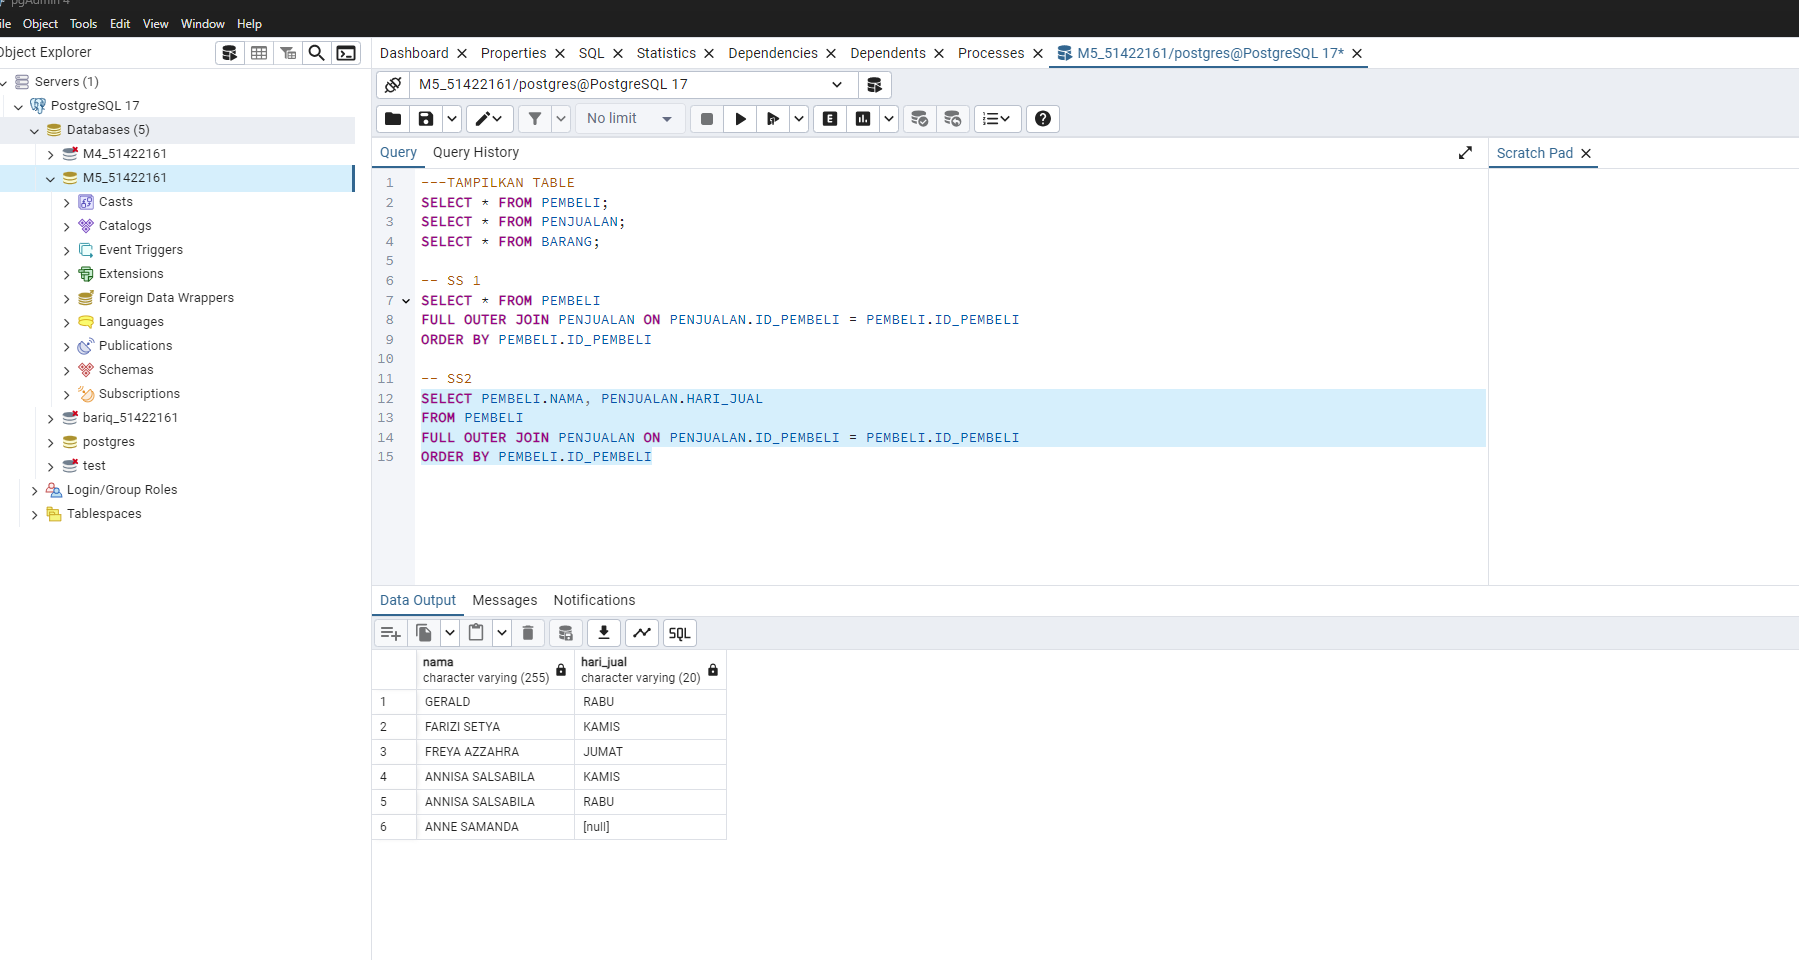 pgAdmin 4
ile Object Tools Edit View Window Help
Object Explorer
Dashboard Properties SQL Statistics Dependencies Dependents Processes M5_51422161/postgres@PostgreSQL 17*
Servers (1)
PostgreSQL 17
Databases (5)
M4_51422161
M5_51422161
Casts
Catalogs
Event Triggers
Extensions
Foreign Data Wrappers
Languages
Publications
Schemas
Subscriptions
bariq_51422161
postgres
test
Login/Group Roles
Tablespaces
M5_51422161/postgres@PostgreSQL 17
No limit
E
Query Query History
Scratch Pad
1 ---TAMPILKAN TABLE
2 SELECT * FROM PEMBELI;
3 SELECT * FROM PENJUALAN;
4 SELECT * FROM BARANG;
5
6 -- SS 1
7 SELECT * FROM PEMBELI
8 FULL OUTER JOIN PENJUALAN ON PENJUALAN.ID_PEMBELI = PEMBELI.ID_PEMBELI
9 ORDER BY PEMBELI.ID_PEMBELI
10
11 -- SS2
12 SELECT PEMBELI.NAMA, PENJUALAN.HARI_JUAL
13 FROM PEMBELI
14 FULL OUTER JOIN PENJUALAN ON PENJUALAN.ID_PEMBELI = PEMBELI.ID_PEMBELI
15 ORDER BY PEMBELI.ID_PEMBELI
Data Output Messages Notifications
SQL
nama hari_jual
character varying (255) character varying (20)
1 GERALD RABU
2 FARIZI SETYA KAMIS
3 FREYA AZZAHRA JUMAT
4 ANNISA SALSABILA KAMIS
5 ANNISA SALSABILA RABU
6 ANNE SAMANDA [null]